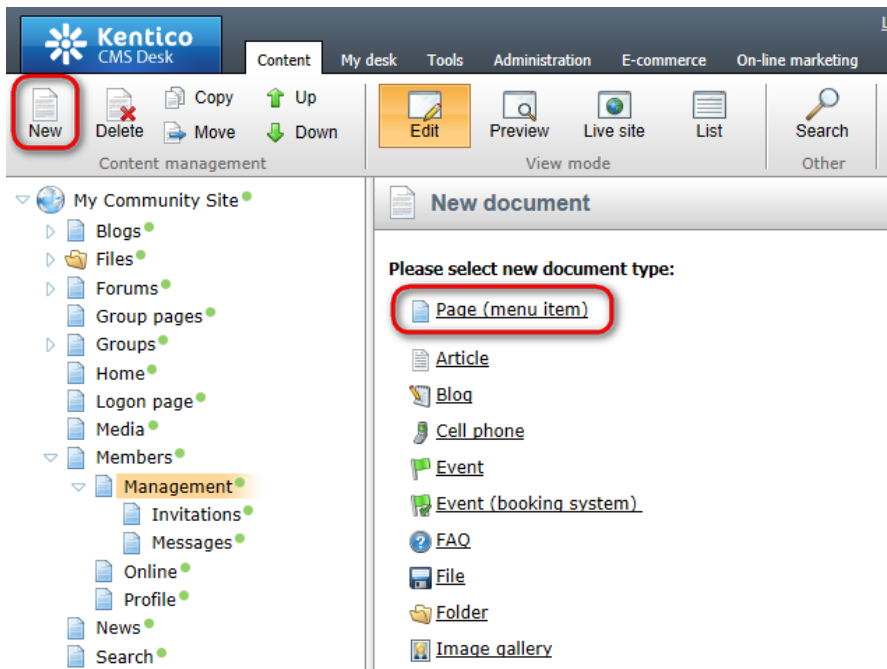 Kentico
CMS Desk
Content My desk Tools Administration E-commerce On-line marketing
New Delete Copy Move Up Down
Content management
Edit Preview Live site List
View mode
Search
Other
My Community Site
Blogs
Files
Forums
Group pages
Groups
Home
Logon page
Media
Members
Management
Invitations
Messages
Online
Profile
News
Search
New document
Please select new document type:
Page (menu item)
Article
Blog
Cell phone
Event
Event (booking system)
FAQ
File
Folder
Image gallery